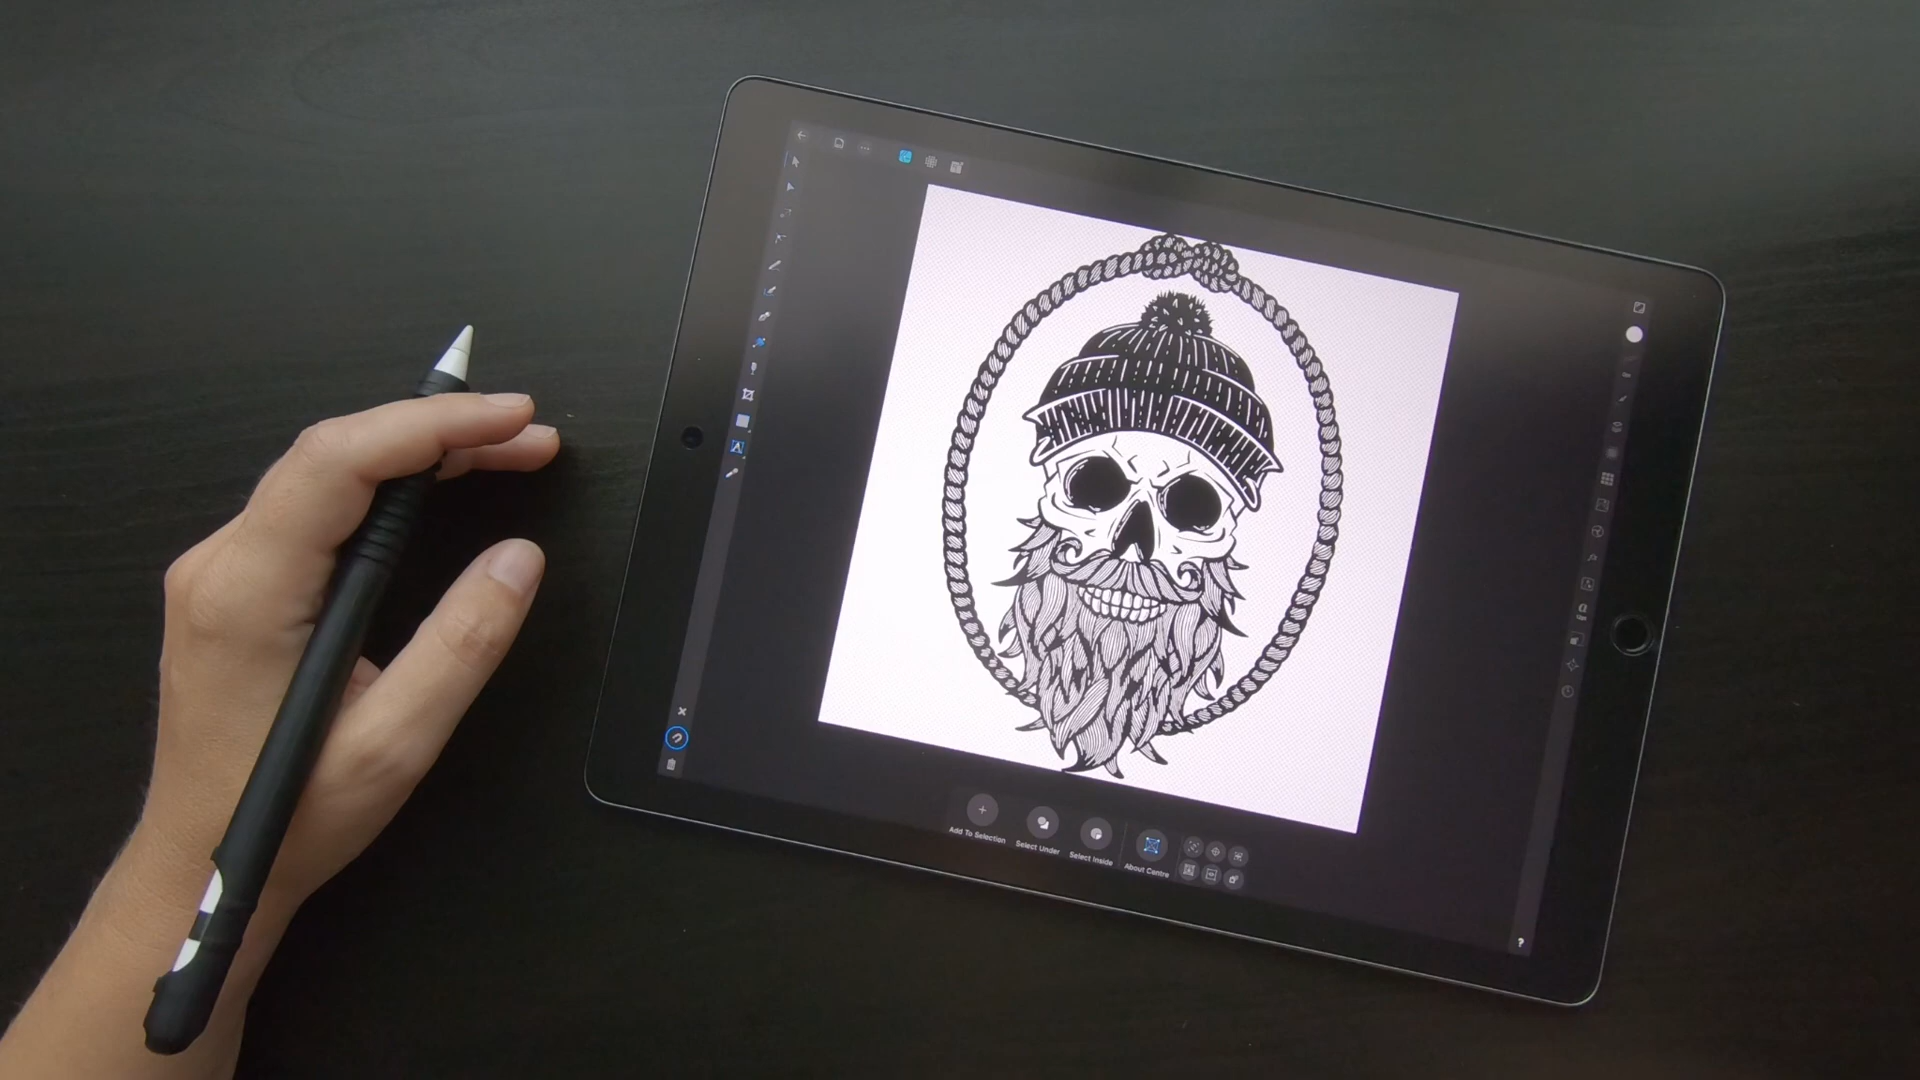 Add To Selection
Select Under
Select Inside
About Centre
A
?